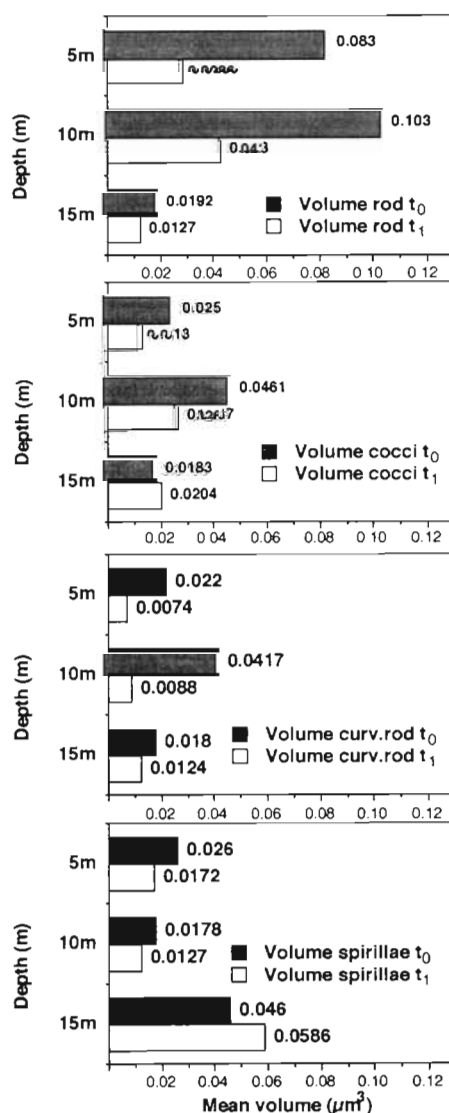 Depth (m)
5m
0.083
10m
0.103
15m
0.0192
0.0127
Volume rod t0
Volume rod t1
0.02 0.04 0.06 0.08 0.10 0.12
Depth (m)
5m
0.025
10m
0.0461
15m
0.0183
0.0204
Volume cocci t0
Volume cocci t1
0.02 0.04 0.06 0.08 0.10 0.12
Depth (m)
5m
0.022
0.0074
10m
0.0417
0.0088
15m
0.018
0.0124
Volume curv.rod t0
Volume curv.rod t1
0.00 0.02 0.04 0.06 0.08 0.10 0.12
Depth (m)
5m
0.026
0.0172
10m
0.0178
0.0127
15m
0.046
0.0586
Volume spirillae t0
Volume spirillae t1
0.00 0.02 0.04 0.06 0.08 0.10 0.12
Mean volume (µm³)